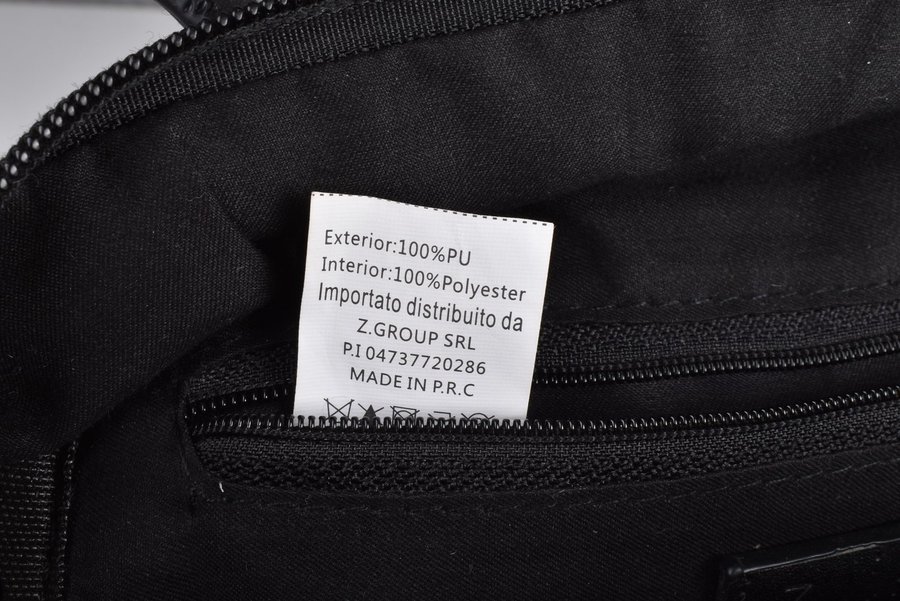 Exterior:100%PU
Interior:100%Polyester
Importato distribuito da
Z.GROUP SRL
P.I 04737720286
MADE IN P.R.C